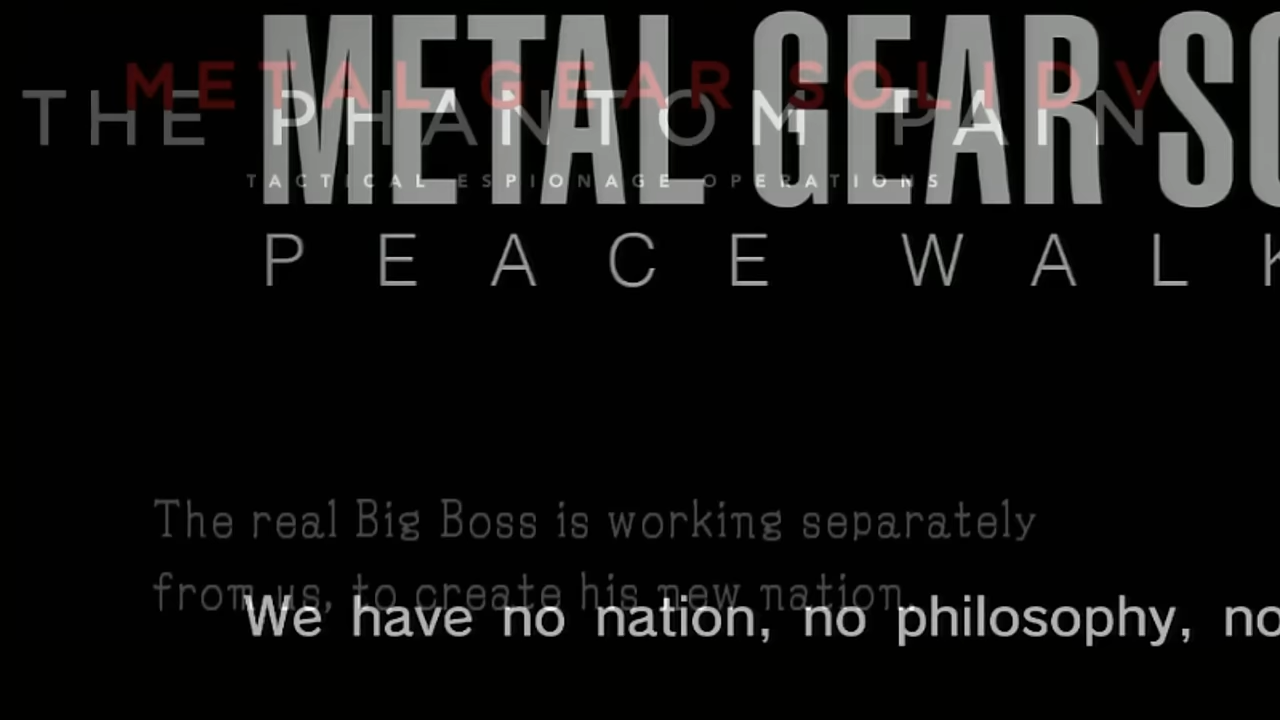 METAL GEAR SO
METAL GEAR SOLID V
THE PHANTOM PAIN
TACTICAL ESPIONAGE OPERATIONS
PEACE WALK
The real Big Boss is working separately
from us, to create his new nation.
We have no nation, no philosophy, no